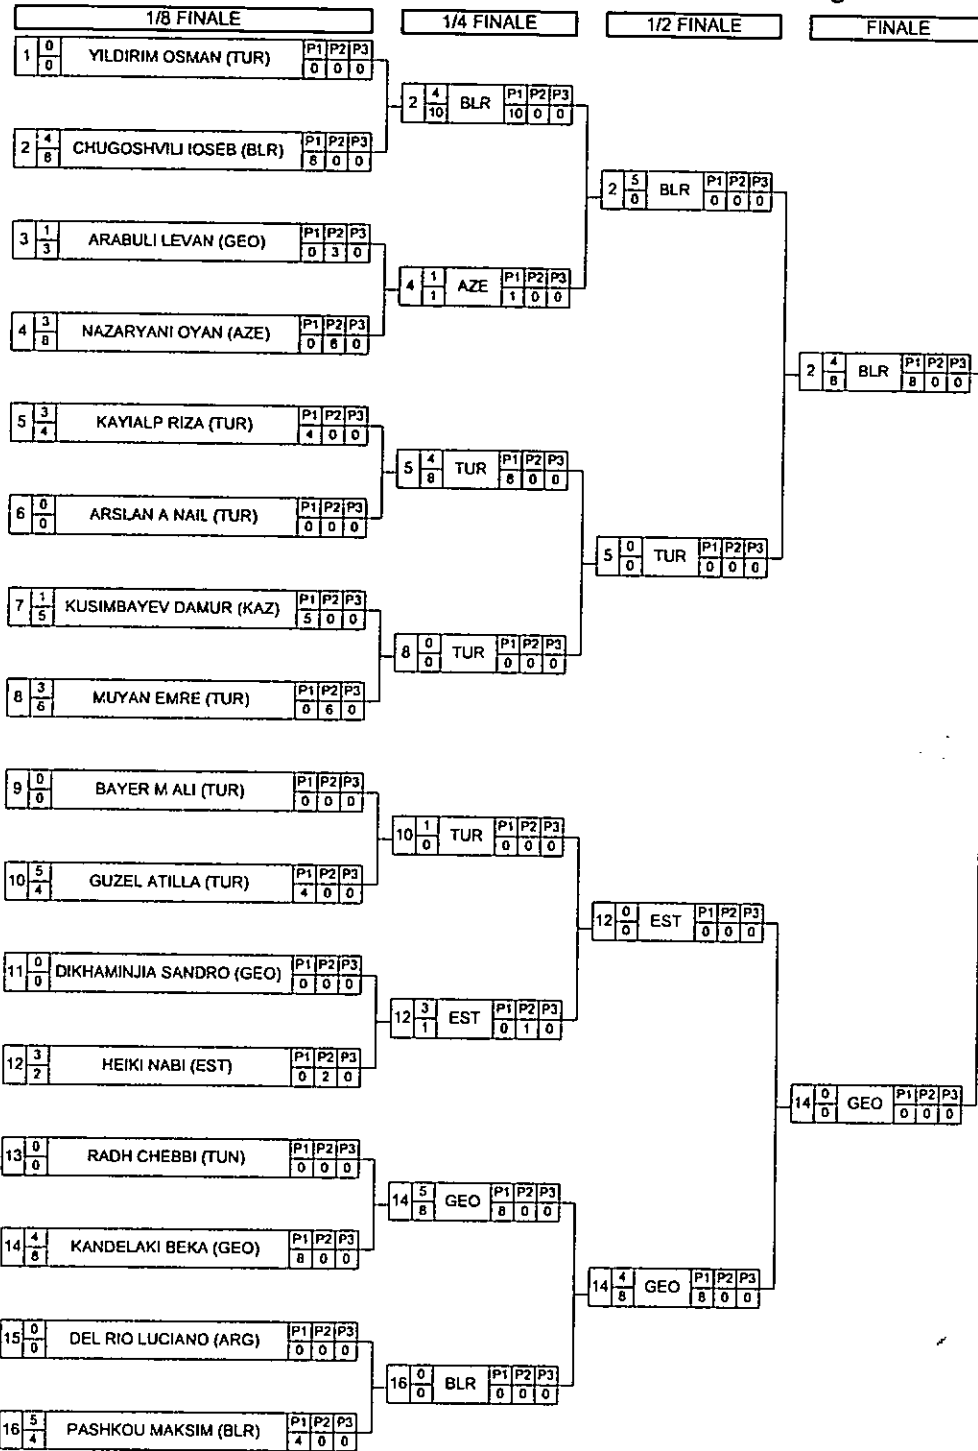 1/8 FINALE 1/4 FINALE 1/2 FINALE FINALE
1 0 0 YILDIRIM OSMAN (TUR) P1 P2 P3 0 0 0
2 4 10 BLR P1 P2 P3 10 0 0
2 4 8 CHUGOSHVILI IOSEB (BLR) P1 P2 P3 8 0 0
2 5 0 BLR P1 P2 P3 0 0 0
3 1 3 ARABULI LEVAN (GEO) P1 P2 P3 0 3 0
4 1 1 AZE P1 P2 P3 1 0 0
4 3 8 NAZARYANI OYAN (AZE) P1 P2 P3 0 8 0
2 4 8 BLR P1 P2 P3 8 0 0
5 3 4 KAYIALP RIZA (TUR) P1 P2 P3 4 0 0
5 4 8 TUR P1 P2 P3 8 0 0
6 0 0 ARSLAN A NAIL (TUR) P1 P2 P3 0 0 0
5 0 0 TUR P1 P2 P3 0 0 0
7 1 5 KUSIMBAYEV DAMUR (KAZ) P1 P2 P3 5 0 0
8 0 0 TUR P1 P2 P3 0 0 0
8 3 6 MUYAN EMRE (TUR) P1 P2 P3 0 6 0
9 0 0 BAYER M ALI (TUR) P1 P2 P3 0 0 0
10 1 0 TUR P1 P2 P3 0 0 0
10 5 4 GUZEL ATILLA (TUR) P1 P2 P3 4 0 0
12 0 0 EST P1 P2 P3 0 0 0
11 0 0 DIKHAMINJIA SANDRO (GEO) P1 P2 P3 0 0 0
12 3 1 EST P1 P2 P3 0 1 0
12 3 2 HEIKI NABI (EST) P1 P2 P3 0 2 0
14 0 0 GEO P1 P2 P3 0 0 0
13 0 0 RADH CHEBBI (TUN) P1 P2 P3 0 0 0
14 5 8 GEO P1 P2 P3 8 0 0
14 4 8 KANDELAKI BEKA (GEO) P1 P2 P3 8 0 0
14 4 8 GEO P1 P2 P3 8 0 0
15 0 0 DEL RIO LUCIANO (ARG) P1 P2 P3 0 0 0
16 0 0 BLR P1 P2 P3 0 0 0
16 5 4 PASHKOU MAKSIM (BLR) P1 P2 P3 4 0 0